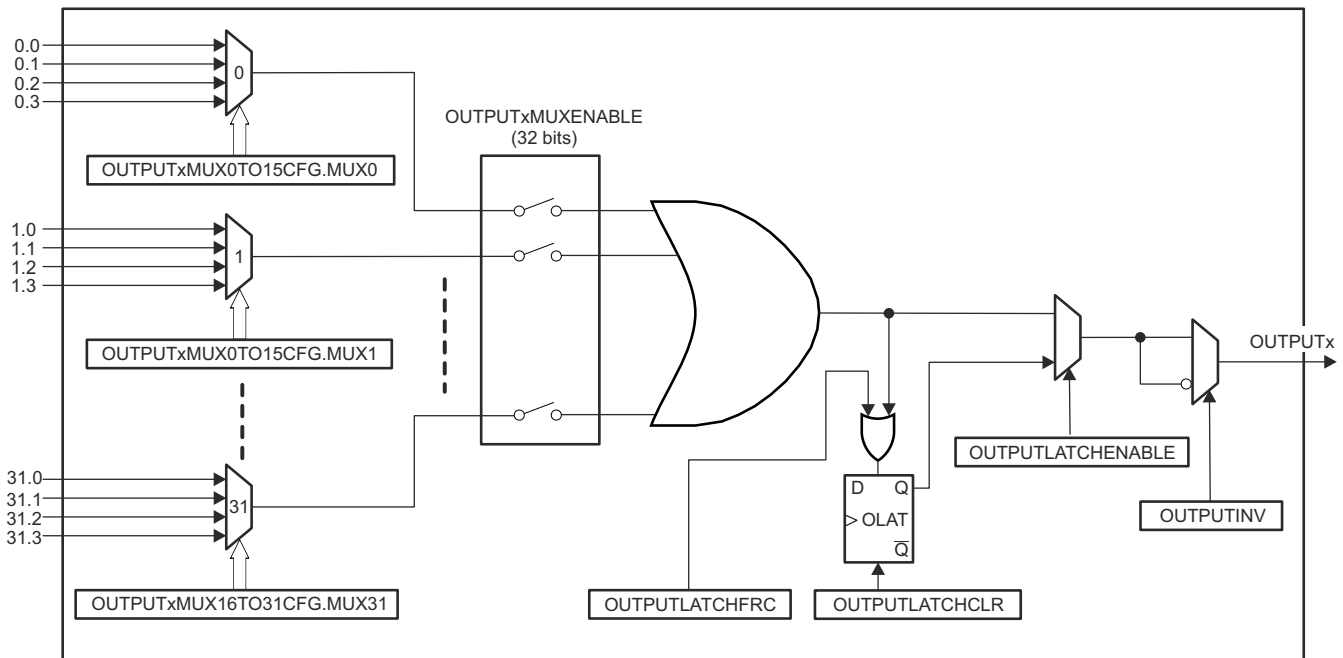 0.0
0.1
0.2
0.3
0
OUTPUTxMUX0TO15CFG.MUX0
1.0
1.1
1.2
1.3
1
OUTPUTxMUX0TO15CFG.MUX1
31.0
31.1
31.2
31.3
31
OUTPUTxMUX16TO31CFG.MUX31
OUTPUTxMUXENABLE
(32 bits)
D Q
OLAT
Q̅
OUTPUTLATCHFRC
OUTPUTLATCHCLR
OUTPUTLATCHENABLE
OUTPUTINV
OUTPUTx